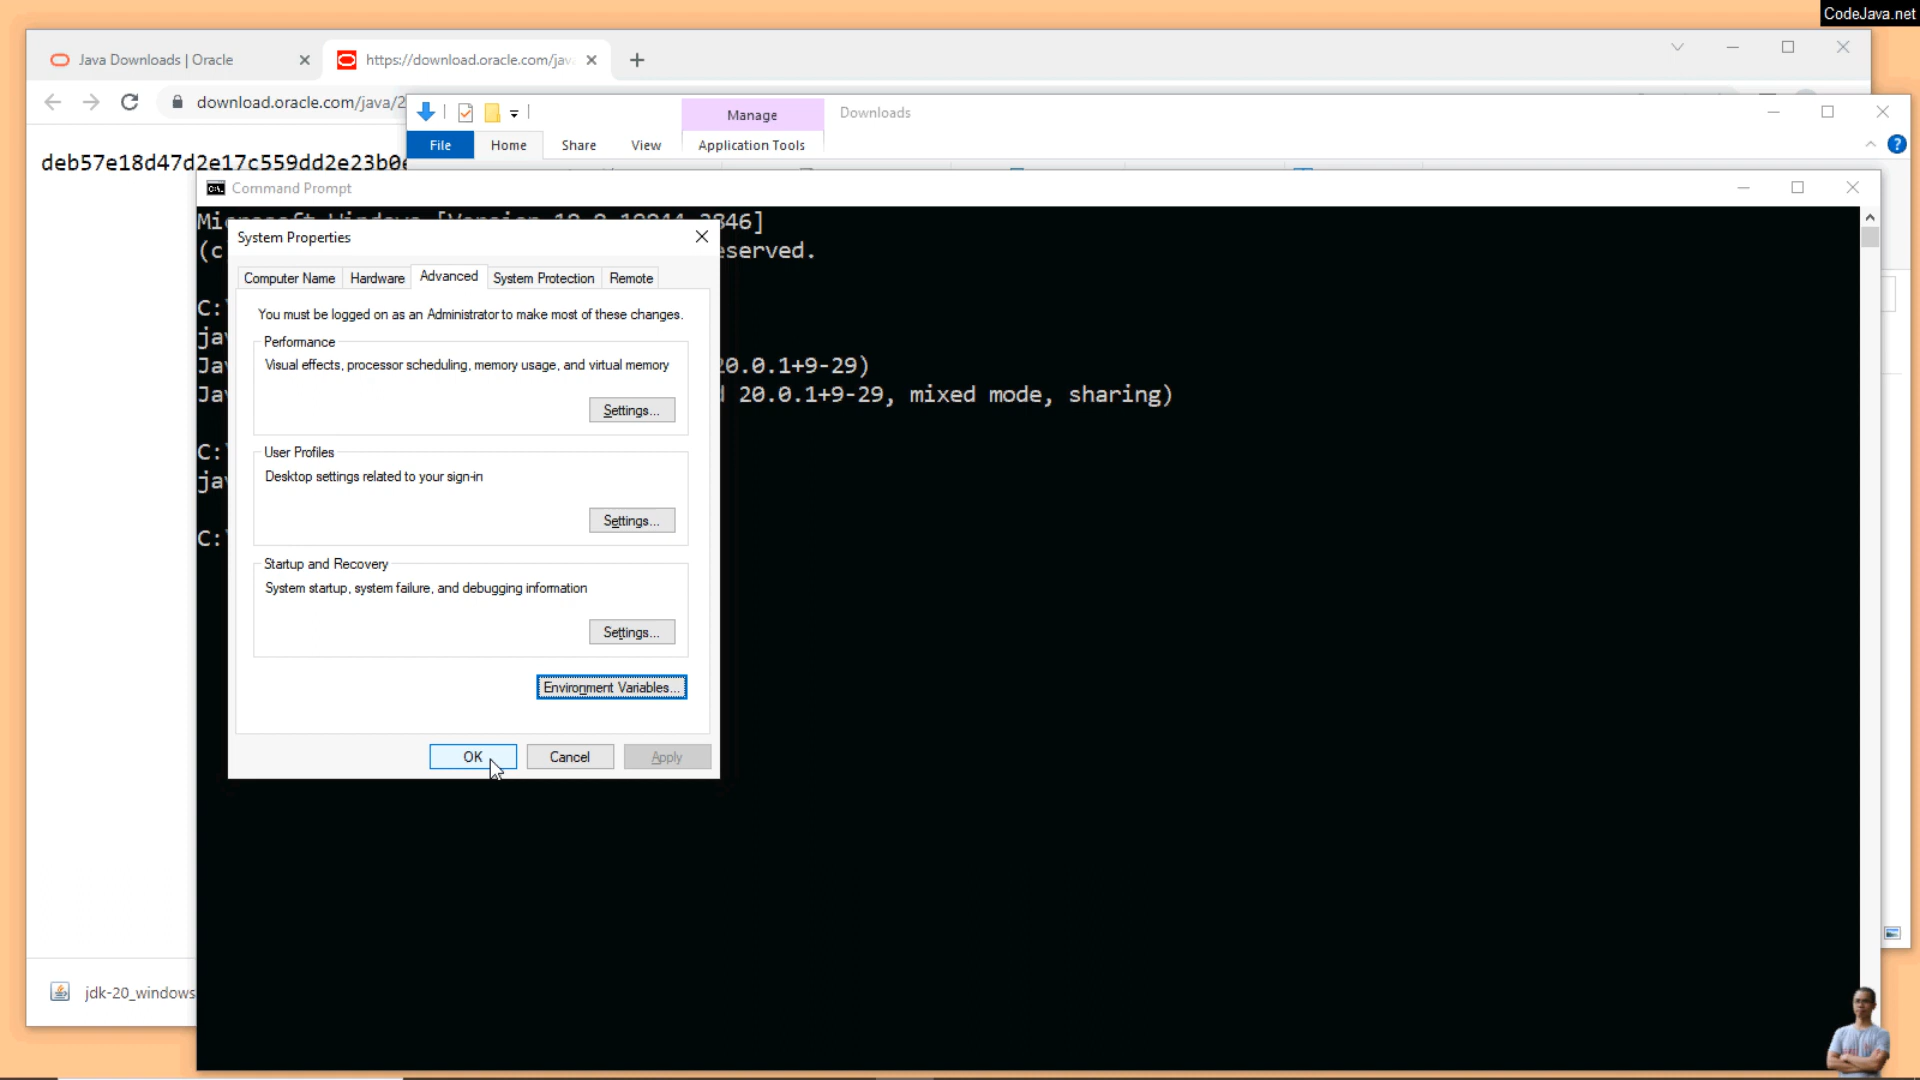 CodeJava.net
Java Downloads | Oracle
https://download.oracle.com/jav
download.oracle.com/java/2
Manage
Downloads
File
Home
Share
View
Application Tools
deb57e18d47d2e17c559dd2e23b0e
Command Prompt
System Properties
eserved.
Computer Name
Hardware
Advanced
System Protection
Remote
You must be logged on as an Administrator to make most of these changes.
C:\
Performance
jav
Visual effects, processor scheduling, memory usage, and virtual memory
Jav
20.0.1+9-29)
Jav
20.0.1+9-29, mixed mode, sharing)
Settings...
C:\
User Profiles
Desktop settings related to your sign-in
jav
Settings...
C:\
Startup and Recovery
System startup, system failure, and debugging information
Settings...
Environment Variables...
OK
Cancel
Apply
jdk-20_windows